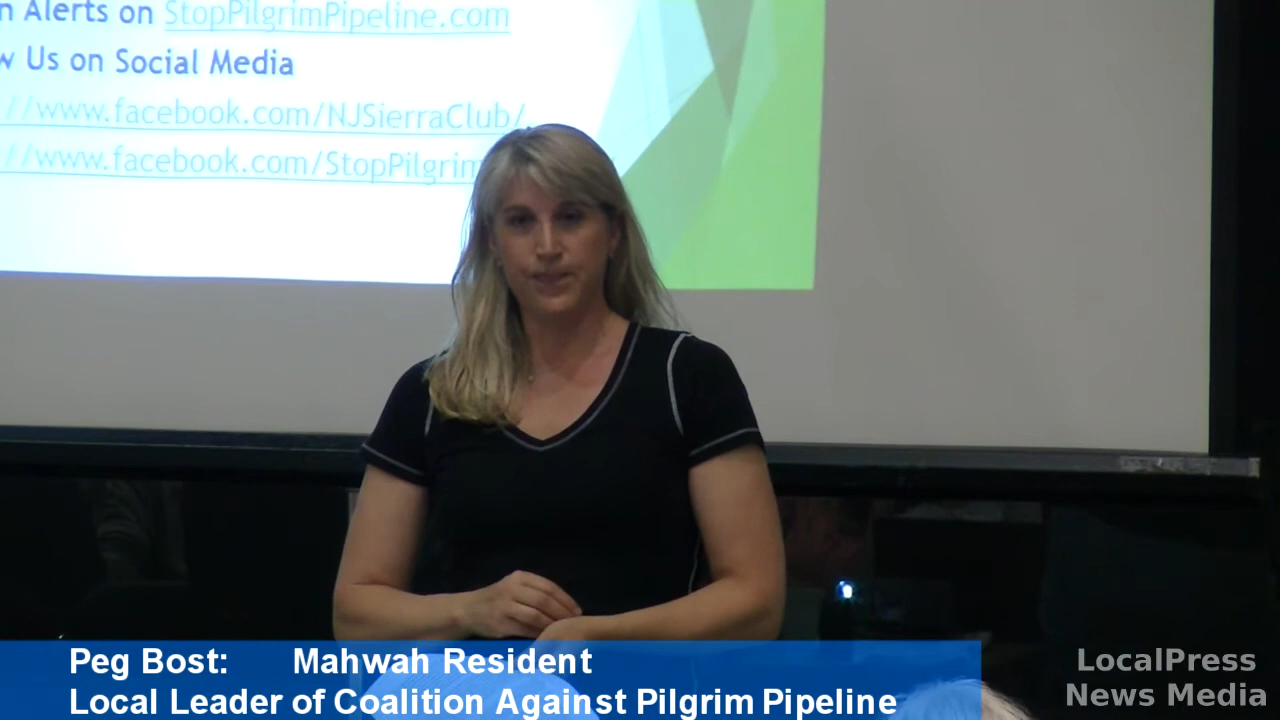 n Alerts on StopPilgrimPipeline.com
w Us on Social Media
//www.facebook.com/NJSierraClub/,
//www.facebook.com/StopPilgrim
Peg Bost: Mahwah Resident
Local Leader of Coalition Against Pilgrim Pipeline
LocalPress
News Media